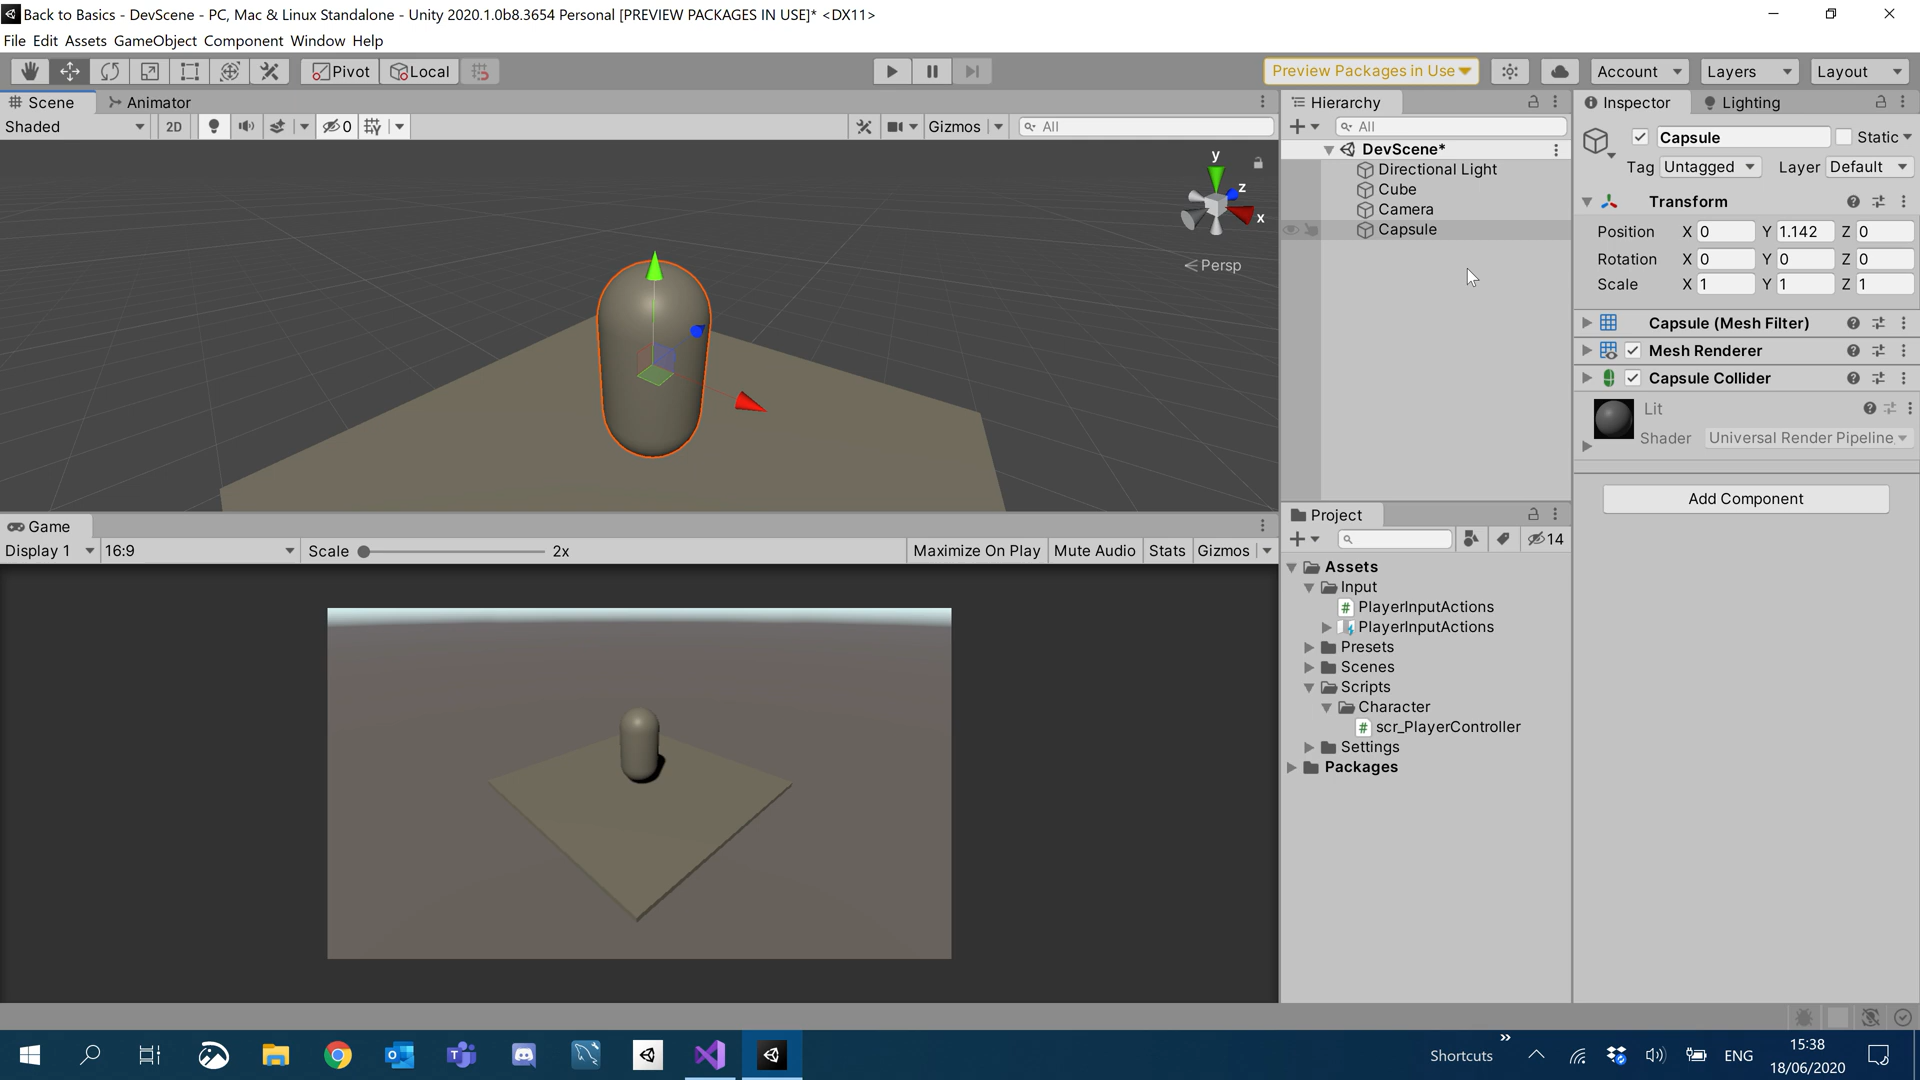 Back to Basics - DevScene - PC, Mac & Linux Standalone - Unity 2020.1.0b8.3654 Personal [PREVIEW PACKAGES IN USE]* <DX11>
File Edit Assets GameObject Component Window Help
Pivot Local Preview Packages in Use Account Layers Layout
Scene Animator
Shaded 2D 0 Gizmos All
y
z
x
Persp
Hierarchy
All
DevScene*
Directional Light
Cube
Camera
Capsule
Inspector Lighting
Capsule Static
Tag Untagged Layer Default
Transform
Position X 0 Y 1.142 Z 0
Rotation X 0 Y 0 Z 0
Scale X 1 Y 1 Z 1
Capsule (Mesh Filter)
Mesh Renderer
Capsule Collider
Lit
Shader Universal Render Pipeline
Add Component
Game
Display 1 16:9 Scale 2x Maximize On Play Mute Audio Stats Gizmos
Project
14
Assets
Input
PlayerInputActions
PlayerInputActions
Presets
Scenes
Scripts
Character
scr_PlayerController
Settings
Packages
Shortcuts ENG 15:38
18/06/2020